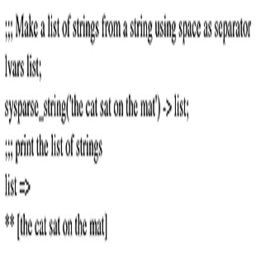 ;;; Make a list of strings from a string using space as separator
lvars list;
sysparse_string('the cat sat on the mat') -> list;
;;; print the list of strings
list =>
** [the cat sat on the mat]